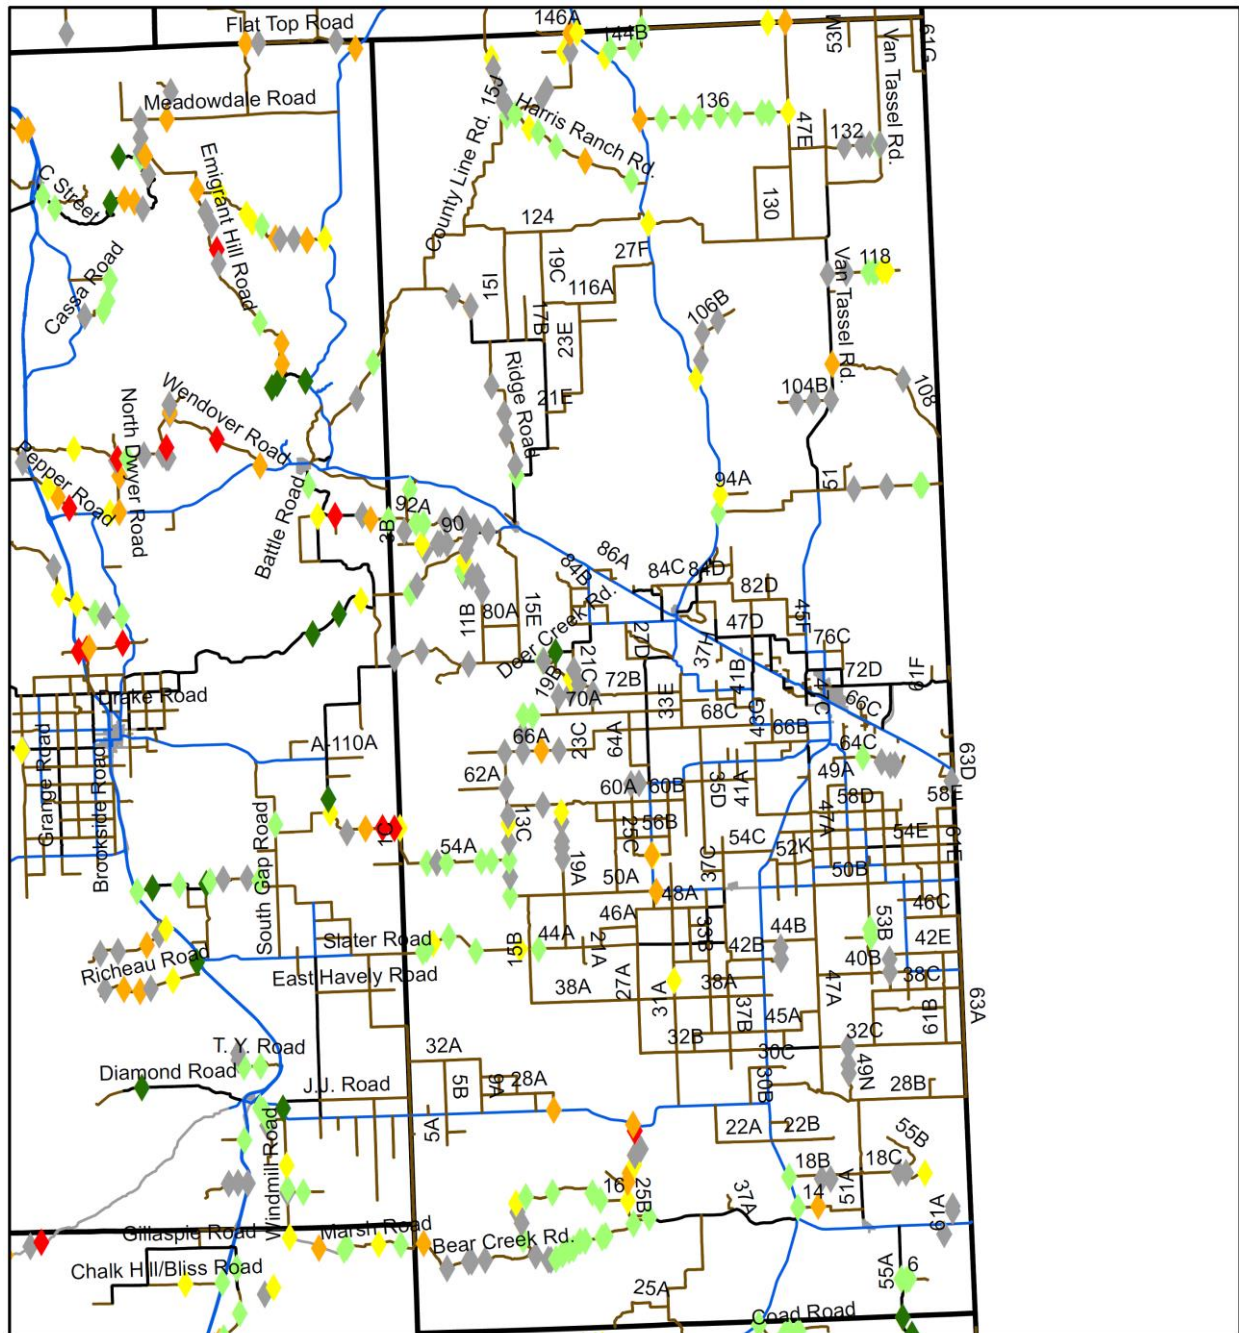 Flat Top Road
146A
144B
53M
61G
Van Tassel Rd.
Meadowdale Road
136
Harris Ranch Rd.
47E
132
C Street
Emigrant Hill Road
County Line Rd.
15J
130
124
27F
Van Tassel Rd.
118
Cassa Road
15I
19C
116A
17B
23E
106B
Ridge Road
21E
104B
108
Wendover Road
North Dwyer Road
Pepper Road
Battle Road
92A
3B
90
94A
51
84B
86A
84C
84D
82D
11B
80A
15E
Deer Creek Rd.
27D
47D
45F
76C
37H
72D
61F
19B
21C
72B
41B
70A
33E
68C
43G
47C
66C
Drake Road
66A
23C
64A
66B
64C
A-110A
62A
60A
60B
35D
41A
49A
63D
58E
58D
Grange Road
Brookside Road
South Gap Road
1C
13C
25C
56B
47A
54A
54C
54E
61E
19A
37C
52K
50A
50B
48A
46A
46C
Slater Road
15B
44A
21A
33B
42B
44B
53B
42E
Richeau Road
East Havely Road
27A
40B
38A
31A
38A
38C
47A
37B
45A
61B
63A
32B
32C
T. Y. Road
32A
30C
Diamond Road
J.J. Road
5B
9A
28A
30B
49N
28B
5A
22A
22B
55B
Windmill Road
18B
18C
16
25B
37A
14
51A
61A
Gillaspie Road
Marsh Road
Bear Creek Rd.
Chalk Hill/Bliss Road
25A
55A
6
Coad Road